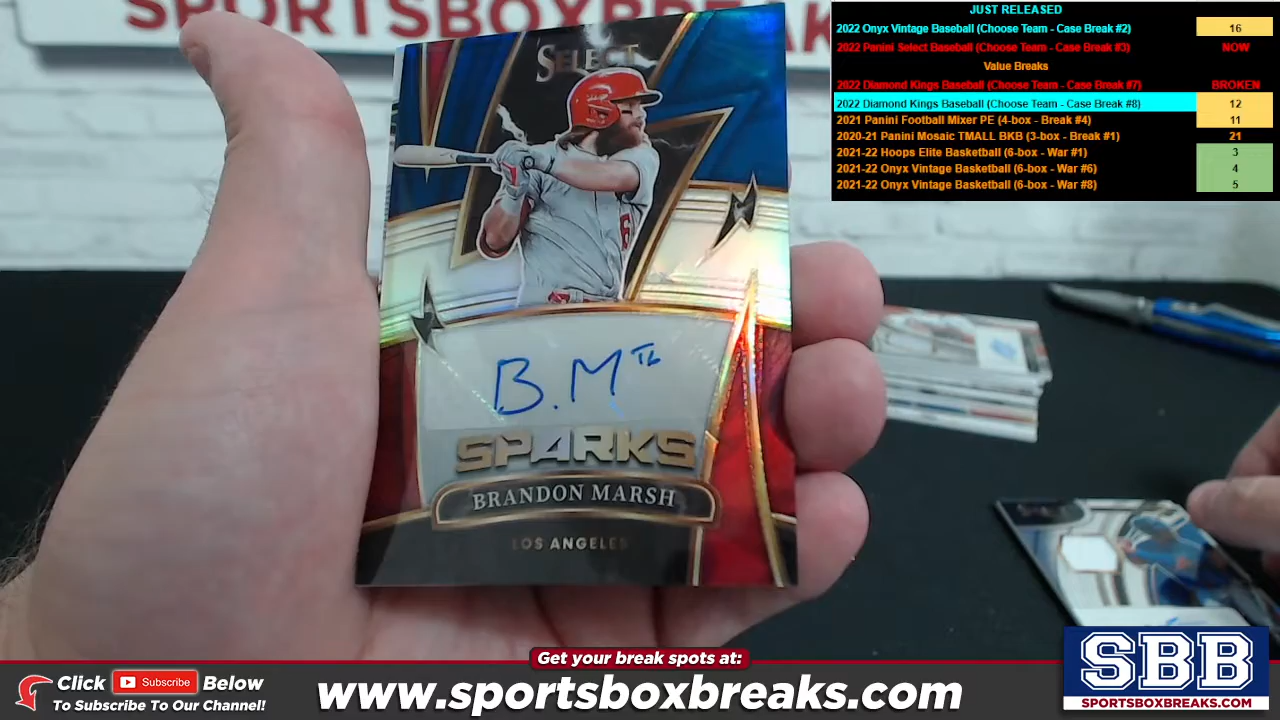 SPORTSBOXBREAKS
JUST RELEASED
2022 Onyx Vintage Baseball (Choose Team - Case Break #2) 16
2022 Panini Select Baseball (Choose Team - Case Break #3) NOW
Value Breaks
2022 Diamond Kings Baseball (Choose Team - Case Break #7) BROKEN
2022 Diamond Kings Baseball (Choose Team - Case Break #8) 12
2021 Panini Football Mixer PE (4-box - Break #4) 11
2020-21 Panini Mosaic TMALL BKB (3-box - Break #1) 21
2021-22 Hoops Elite Basketball (6-box - War #1) 3
2021-22 Onyx Vintage Basketball (6-box - War #6) 4
2021-22 Onyx Vintage Basketball (6-box - War #8) 5
SELECT
6
B. M 16
SPARKS
BRANDON MARSH
LOS ANGELES
Get your break spots at:
Click Subscribe Below
To Subscribe To Our Channel!
www.sportsboxbreaks.com
SBB
SPORTSBOXBREAKS.COM